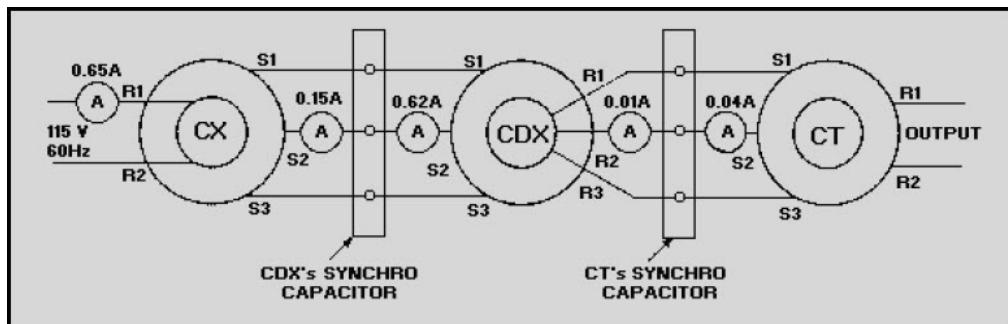 0.65A
A
R1
115 V
60Hz
R2
CX
S1
S2
S3
0.15A
A
0.62A
A
S1
S2
S3
CDX
R1
R2
R3
0.01A
A
0.04A
A
S1
S2
S3
CT
R1
OUTPUT
R2
CDX's SYNCHRO
CAPACITOR
CT's SYNCHRO
CAPACITOR